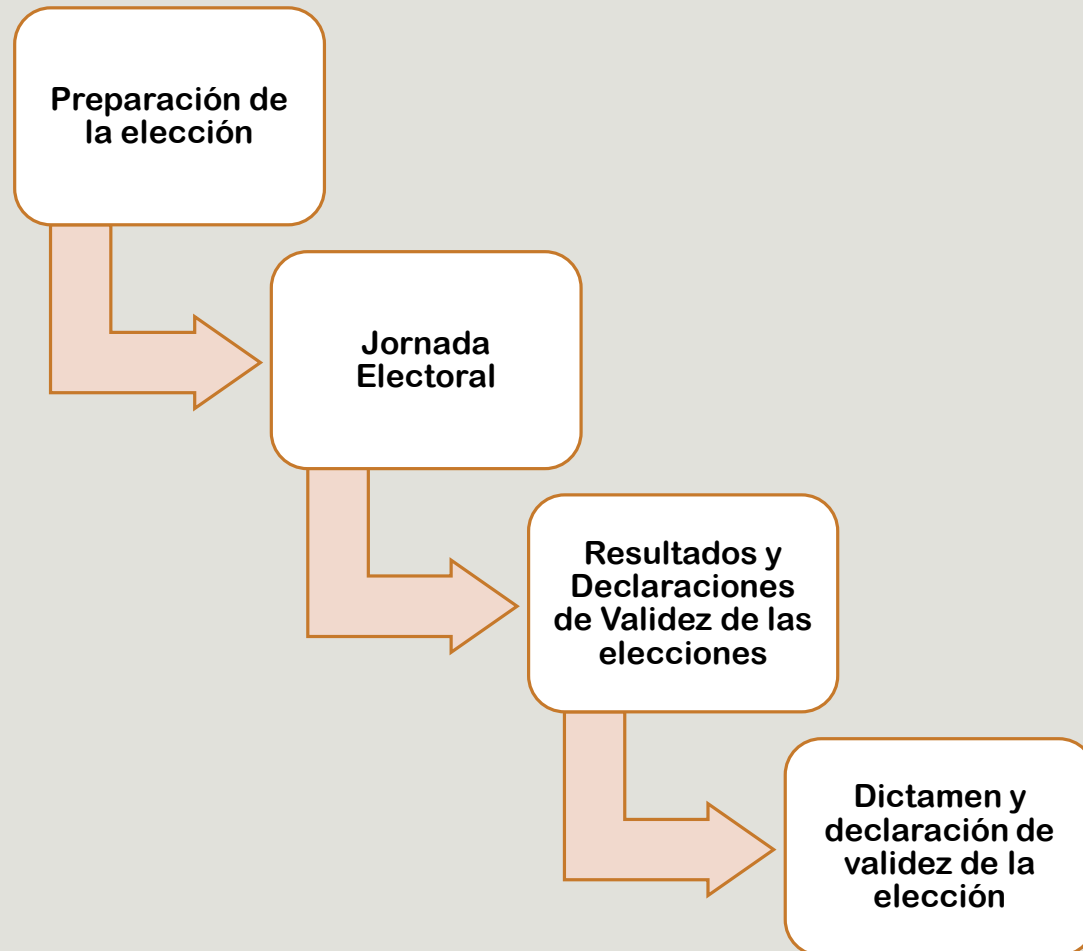 Preparación de
la elección
Jornada
Electoral
Resultados y
Declaraciones
de Validez de las
elecciones
Dictamen y
declaración de
validez de la
elección